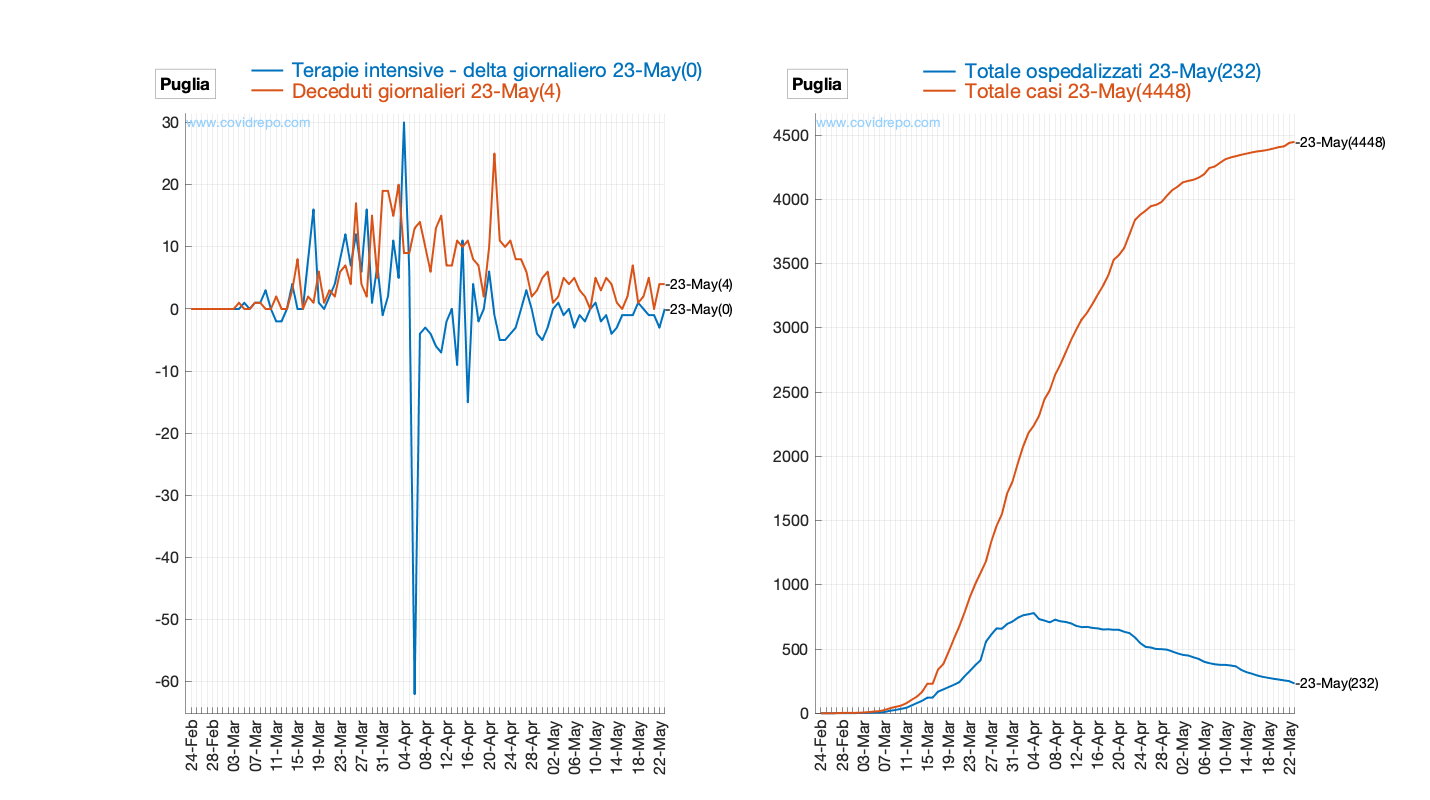 Puglia
Terapie intensive - delta giornaliero 23-May(0)
Deceduti giornalieri 23-May(4)
www.covidrepo.com
30
20
10
0
-10
-20
-30
-40
-50
-60
-23-May(4)
-23-May(0)
24-Feb
28-Feb
03-Mar
07-Mar
11-Mar
15-Mar
19-Mar
23-Mar
27-Mar
31-Mar
04-Apr
08-Apr
12-Apr
16-Apr
20-Apr
24-Apr
28-Apr
02-May
06-May
10-May
14-May
18-May
22-May
Puglia
Totale ospedalizzati 23-May(232)
Totale casi 23-May(4448)
www.covidrepo.com
4500
4000
3500
3000
2500
2000
1500
1000
500
0
-23-May(4448)
-23-May(232)
24-Feb
28-Feb
03-Mar
07-Mar
11-Mar
15-Mar
19-Mar
23-Mar
27-Mar
31-Mar
04-Apr
08-Apr
12-Apr
16-Apr
20-Apr
24-Apr
28-Apr
02-May
06-May
10-May
14-May
18-May
22-May